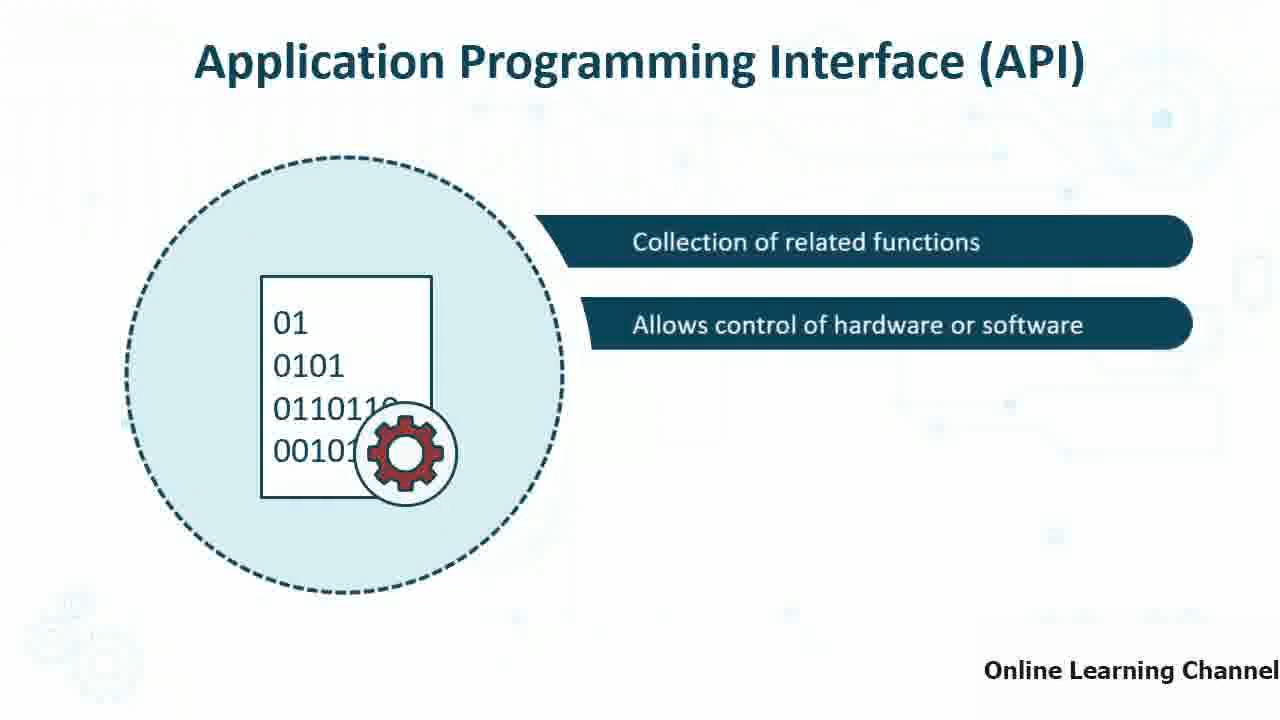 Application Programming Interface (API)
Collection of related functions
Allows control of hardware or software
01
0101
0110110
00101
Online Learning Channel